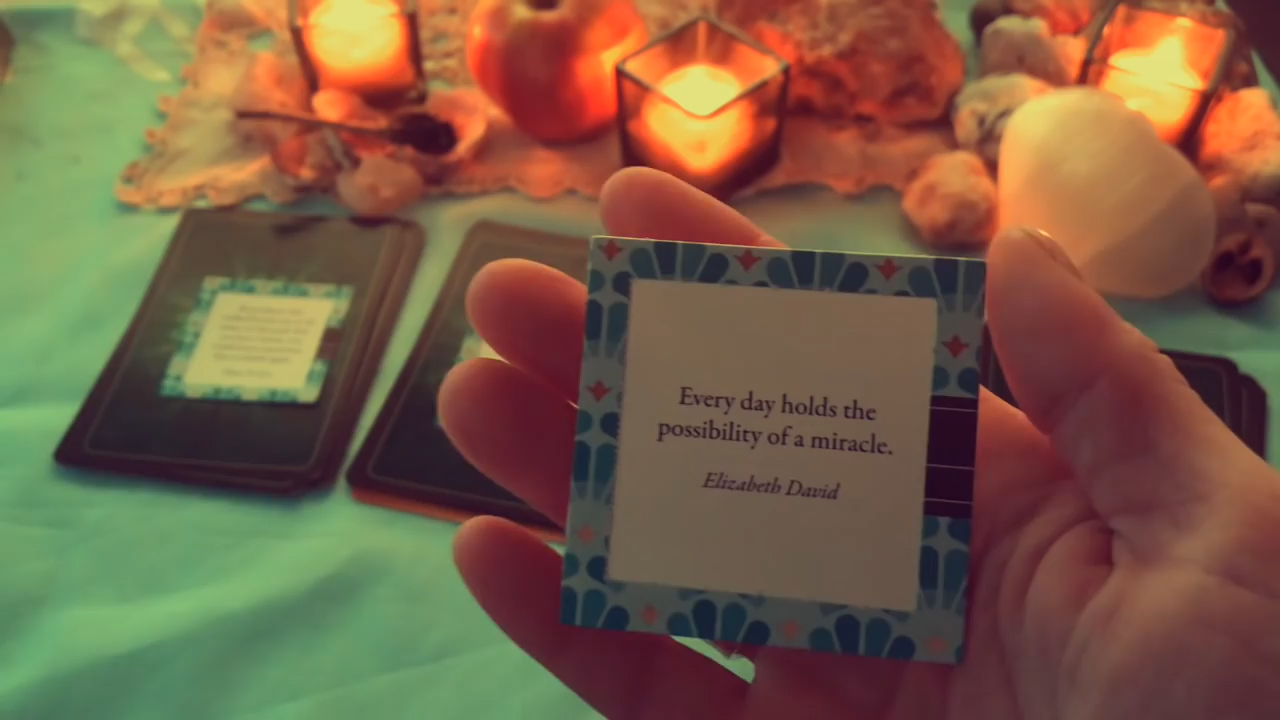 Every day holds the
possibility of a miracle.
Elizabeth David